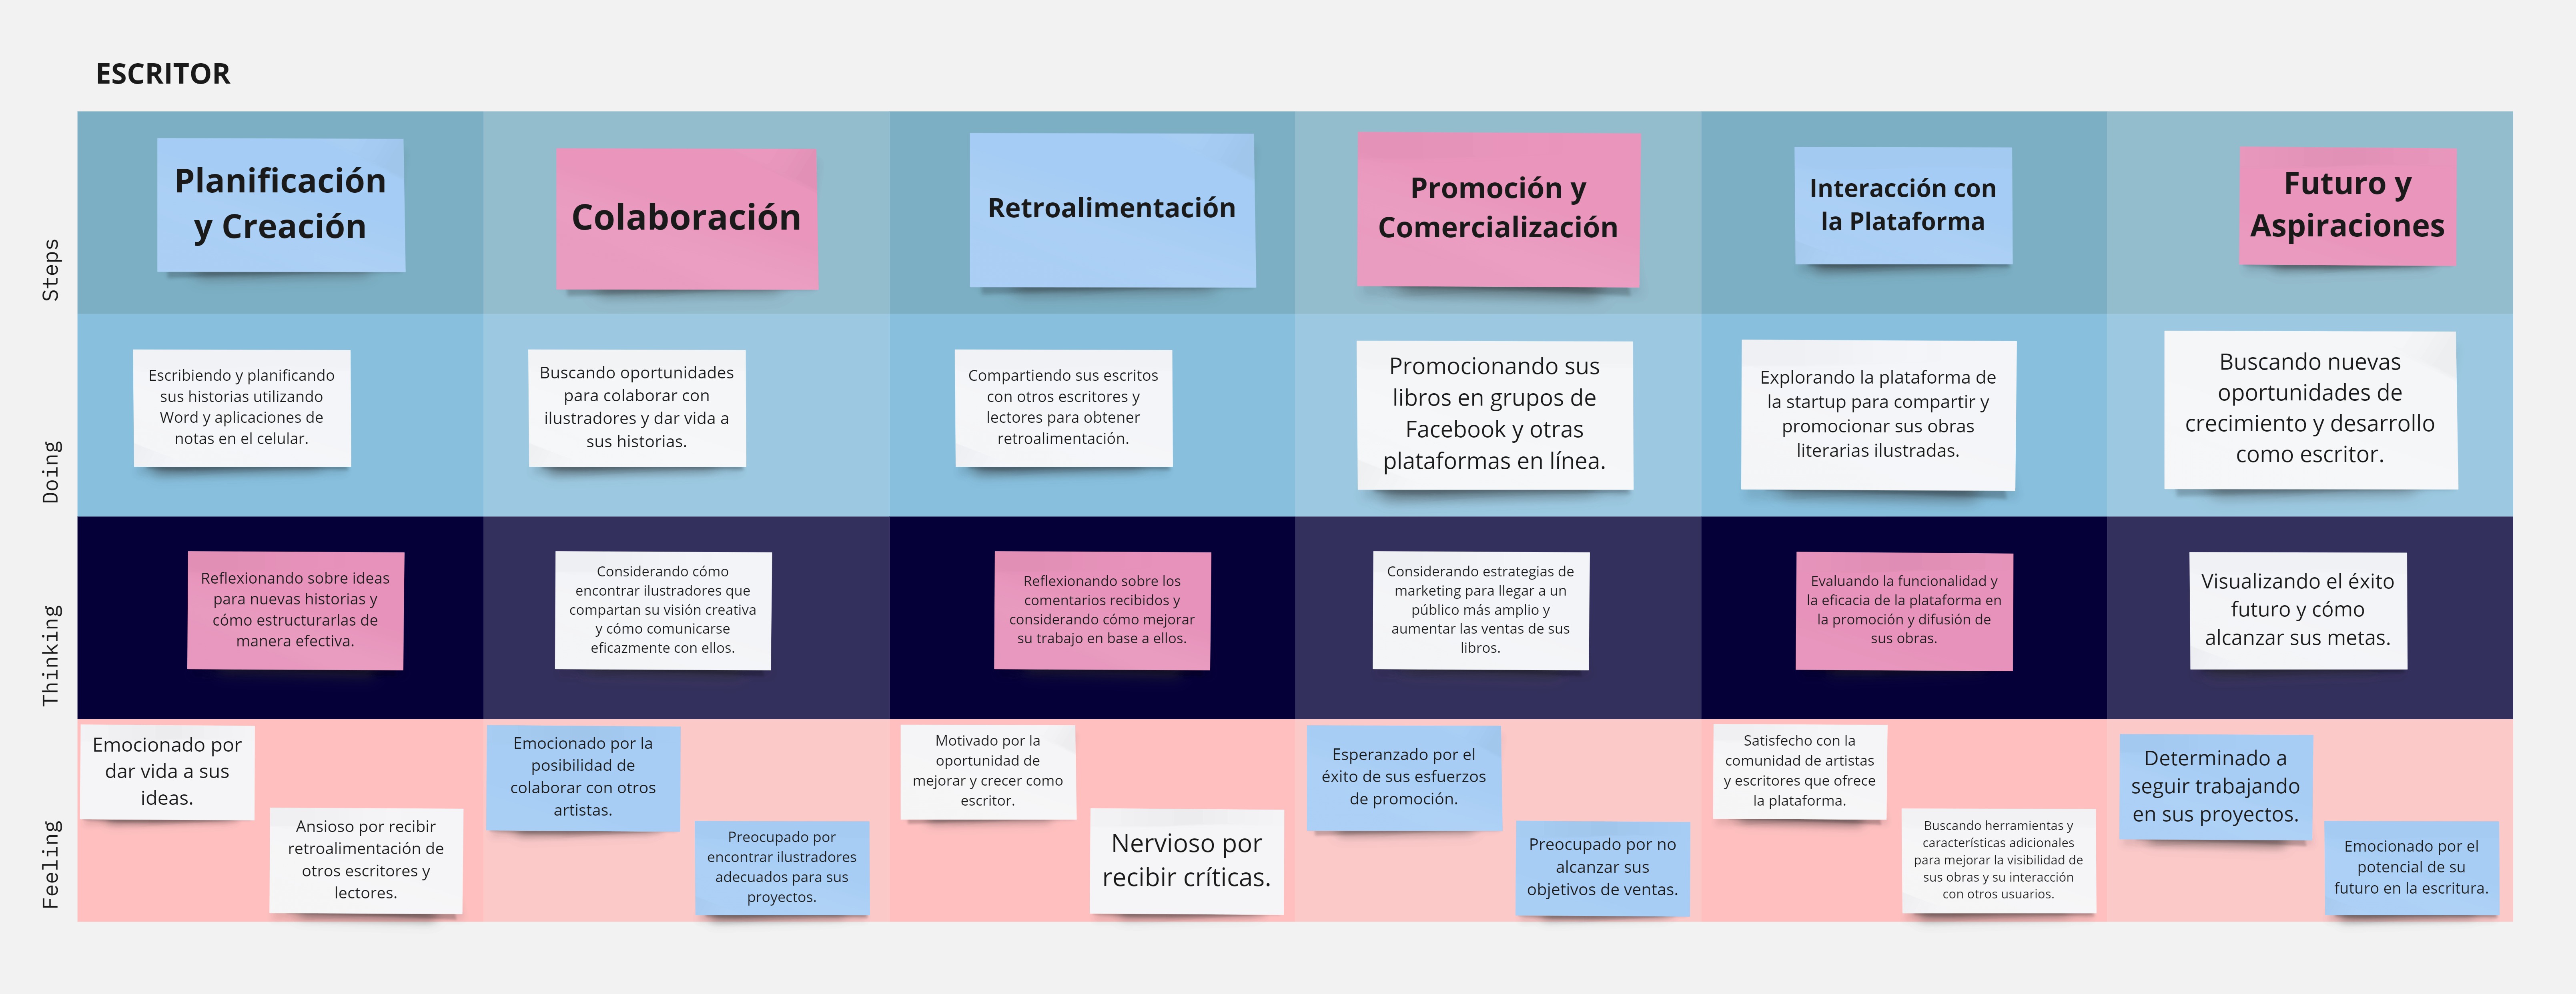 ESCRITOR
Steps
Planificación
y Creación
Colaboración
Retroalimentación
Promoción y
Comercialización
Interacción con
la Plataforma
Futuro y
Aspiraciones
Doing
Escribiendo y planificando
sus historias utilizando
Word y aplicaciones de
notas en el celular.
Buscando oportunidades
para colaborar con
ilustradores y dar vida a
sus historias.
Compartiendo sus escritos
con otros escritores y
lectores para obtener
retroalimentación.
Promocionando sus
libros en grupos de
Facebook y otras
plataformas en línea.
Explorando la plataforma de
la startup para compartir y
promocionar sus obras
literarias ilustradas.
Buscando nuevas
oportunidades de
crecimiento y desarrollo
como escritor.
Thinking
Reflexionando sobre ideas
para nuevas historias y
cómo estructurarlas de
manera efectiva.
Considerando cómo
encontrar ilustradores que
compartan su visión creativa
y cómo comunicarse
eficazmente con ellos.
Reflexionando sobre los
comentarios recibidos y
considerando cómo mejorar
su trabajo en base a ellos.
Considerando estrategias de
marketing para llegar a un
público más amplio y
aumentar las ventas de sus
libros.
Evaluando la funcionalidad y
la eficacia de la plataforma en
la promoción y difusión de
sus obras.
Visualizando el éxito
futuro y cómo
alcanzar sus metas.
Feeling
Emocionado por
dar vida a sus
ideas.
Ansioso por recibir
retroalimentación de
otros escritores y
lectores.
Emocionado por la
posibilidad de
colaborar con otros
artistas.
Preocupado por
encontrar ilustradores
adecuados para sus
proyectos.
Motivado por la
oportunidad de
mejorar y crecer como
escritor.
Nervioso por
recibir críticas.
Esperanzado por el
éxito de sus esfuerzos
de promoción.
Preocupado por no
alcanzar sus
objetivos de ventas.
Satisfecho con la
comunidad de artistas
y escritores que ofrece
la plataforma.
Buscando herramientas y
características adicionales
para mejorar la visibilidad de
sus obras y su interacción
con otros usuarios.
Determinado a
seguir trabajando
en sus proyectos.
Emocionado por el
potencial de su
futuro en la escritura.